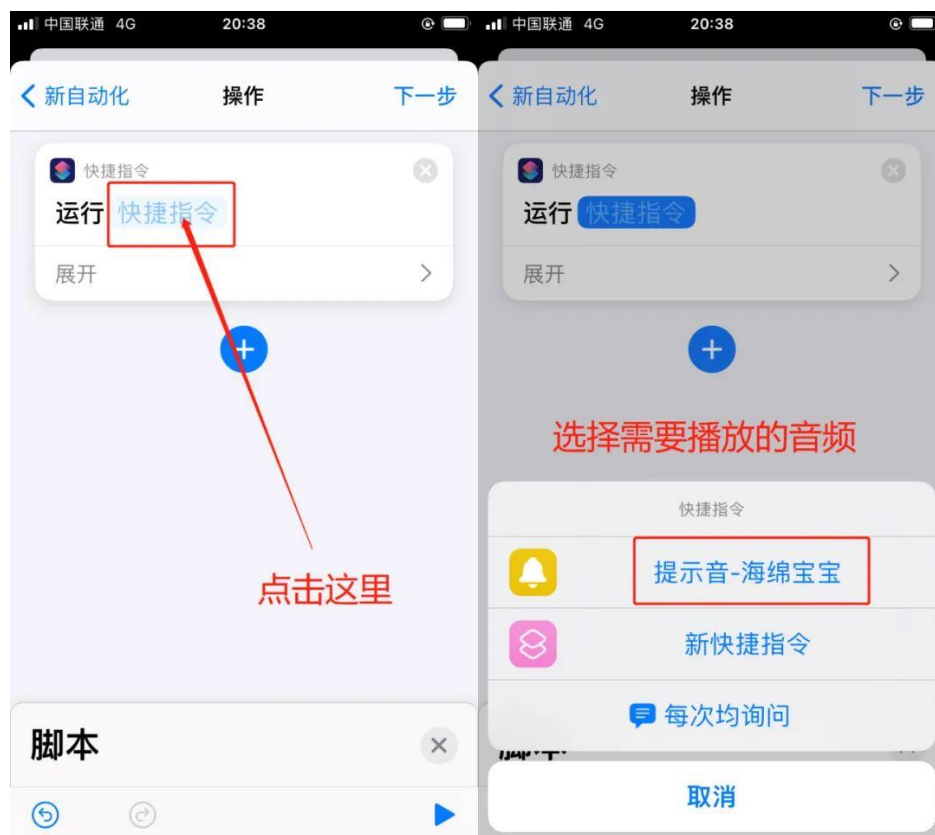 中国联通 4G 20:38
新自动化 操作 下一步
快捷指令
运行 快捷指令
展开
点击这里
脚本
中国联通 4G 20:38
新自动化 操作 下一步
快捷指令
运行 快捷指令
展开
选择需要播放的音频
快捷指令
提示音-海绵宝宝
新快捷指令
每次均询问
取消